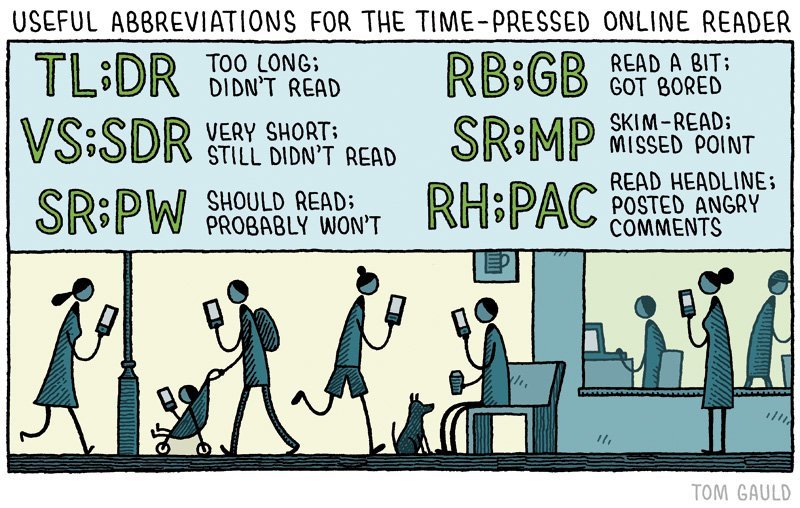 USEFUL ABBREVIATIONS FOR THE TIME-PRESSED ONLINE READER
TL;DR
TOO LONG;
DIDN'T READ
VS;SDR
VERY SHORT;
STILL DIDN'T READ
SR;PW
SHOULD READ;
PROBABLY WON'T
RB;GB
READ A BIT;
GOT BORED
SR;MP
SKIM-READ;
MISSED POINT
RH;PAC
READ HEADLINE;
POSTED ANGRY
COMMENTS
TOM GAULD